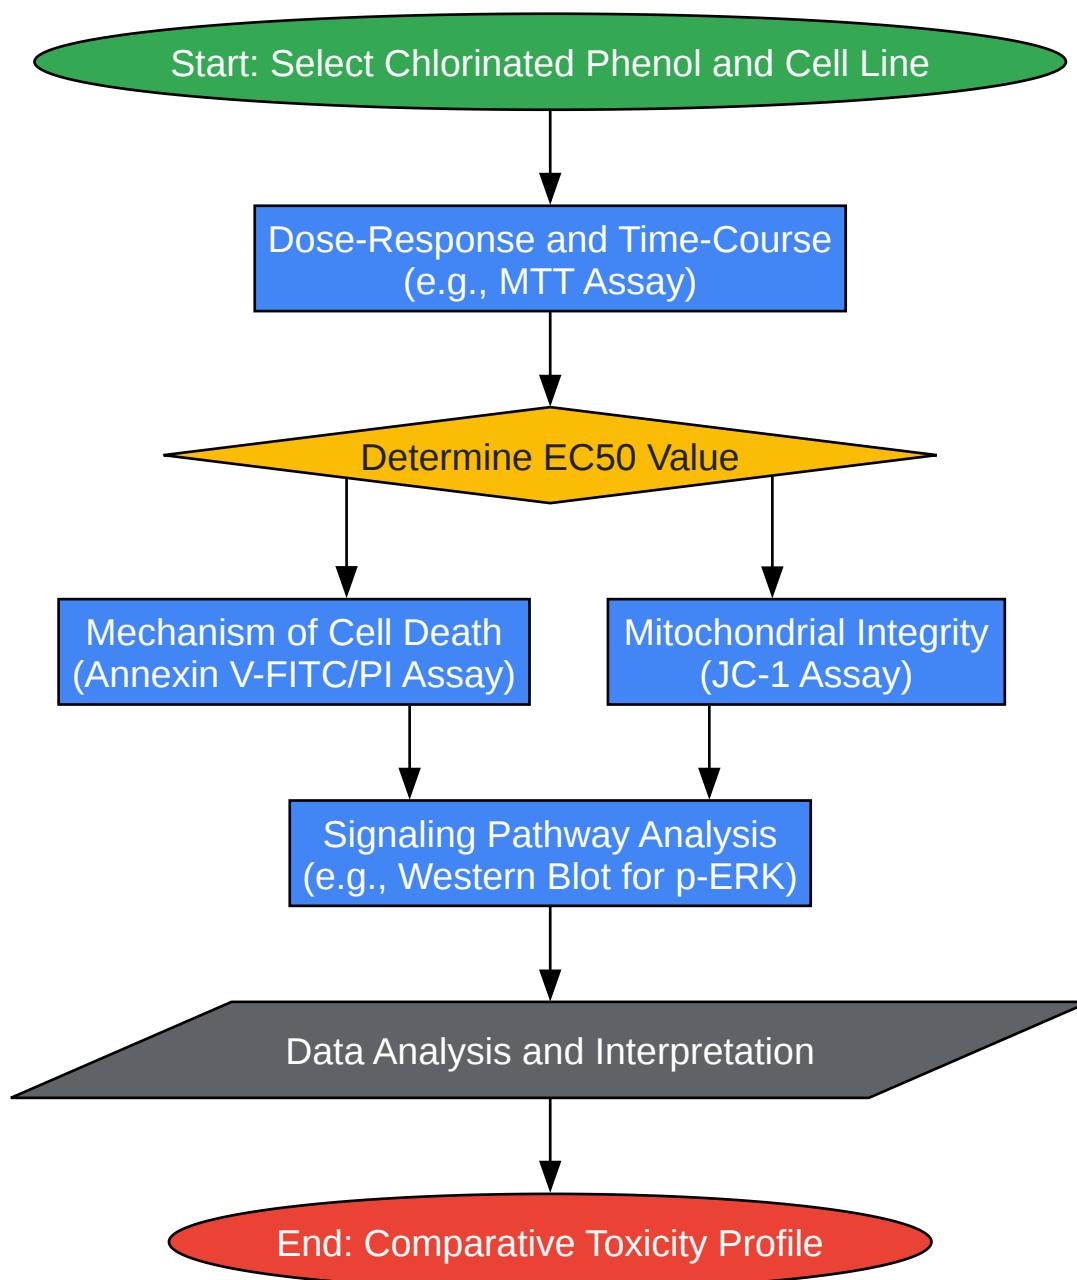 Start: Select Chlorinated Phenol and Cell Line
Dose-Response and Time-Course
(e.g., MTT Assay)
Determine EC50 Value
Mechanism of Cell Death
(Annexin V-FITC/PI Assay)
Mitochondrial Integrity
(JC-1 Assay)
Signaling Pathway Analysis
(e.g., Western Blot for p-ERK)
Data Analysis and Interpretation
End: Comparative Toxicity Profile